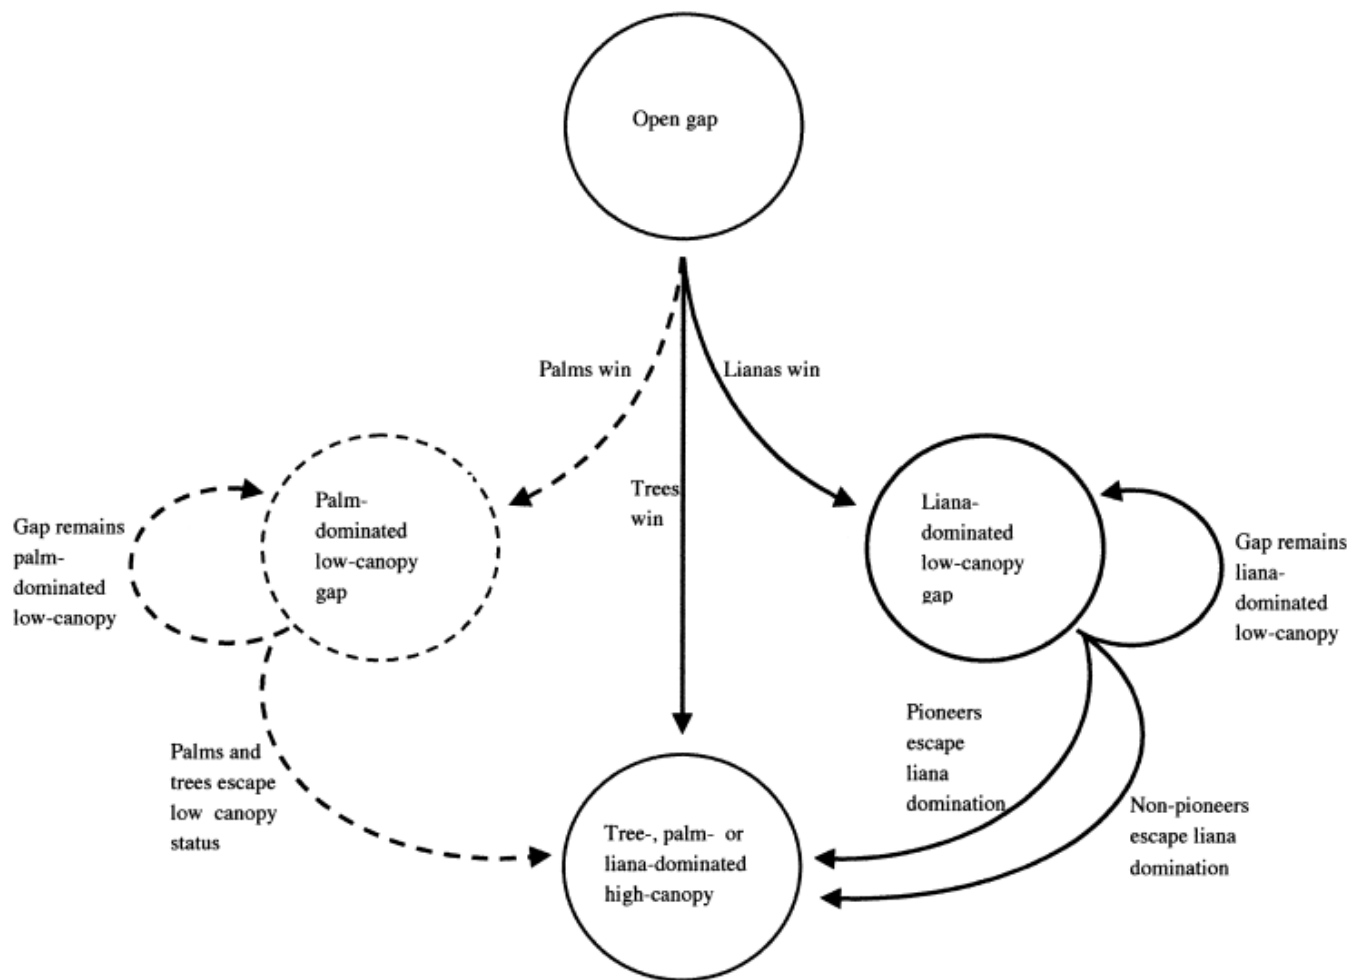 Open gap
Palms win
Lianas win
Trees
win
Palm-
dominated
low-canopy
gap
Gap remains
palm-
dominated
low-canopy
Liana-
dominated
low-canopy
gap
Gap remains
liana-
dominated
low-canopy
Palms and
trees escape
low canopy
status
Pioneers
escape
liana
domination
Non-pioneers
escape liana
domination
Tree-, palm- or
liana-dominated
high-canopy